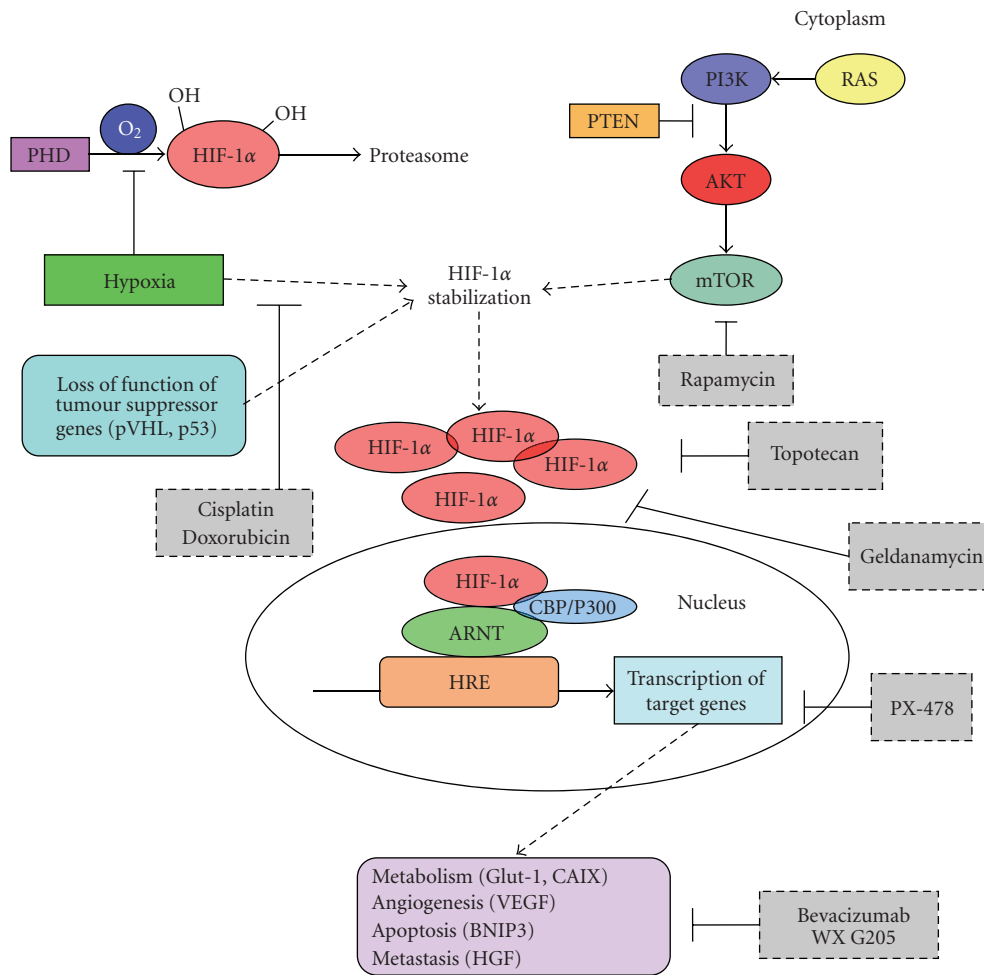 Cytoplasm
PI3K
RAS
OH
OH
O₂
PTEN
PHD
HIF-1α
Proteasome
AKT
Hypoxia
HIF-1α
stabilization
mTOR
Loss of function of
tumour suppressor
genes (pVHL, p53)
Rapamycin
HIF-1α
HIF-1α
HIF-1α
HIF-1α
Topotecan
Cisplatin
Doxorubicin
Geldanamycin
HIF-1α
CBP/P300
Nucleus
ARNT
HRE
Transcription of
target genes
PX-478
Metabolism (Glut-1, CAIX)
Angiogenesis (VEGF)
Apoptosis (BNIP3)
Metastasis (HGF)
Bevacizumab
WX G205